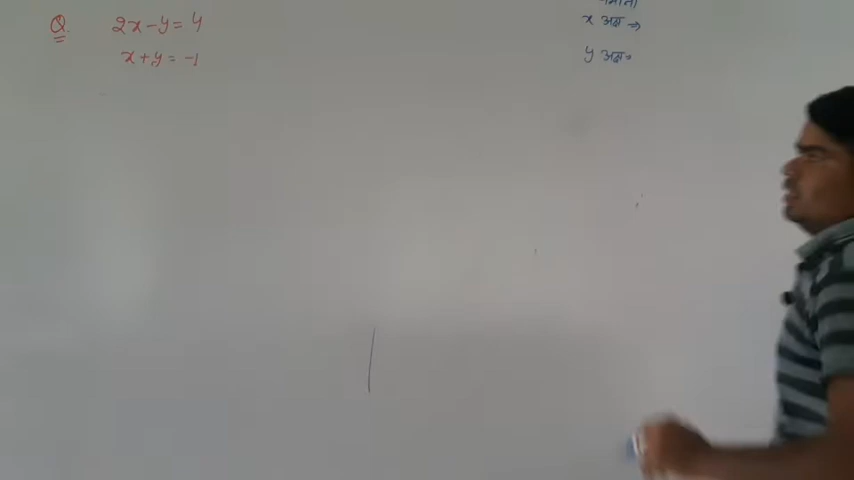 Q. 2x-y=4
x+y=-1
x अक्ष ⇒
y अक्ष ⇒